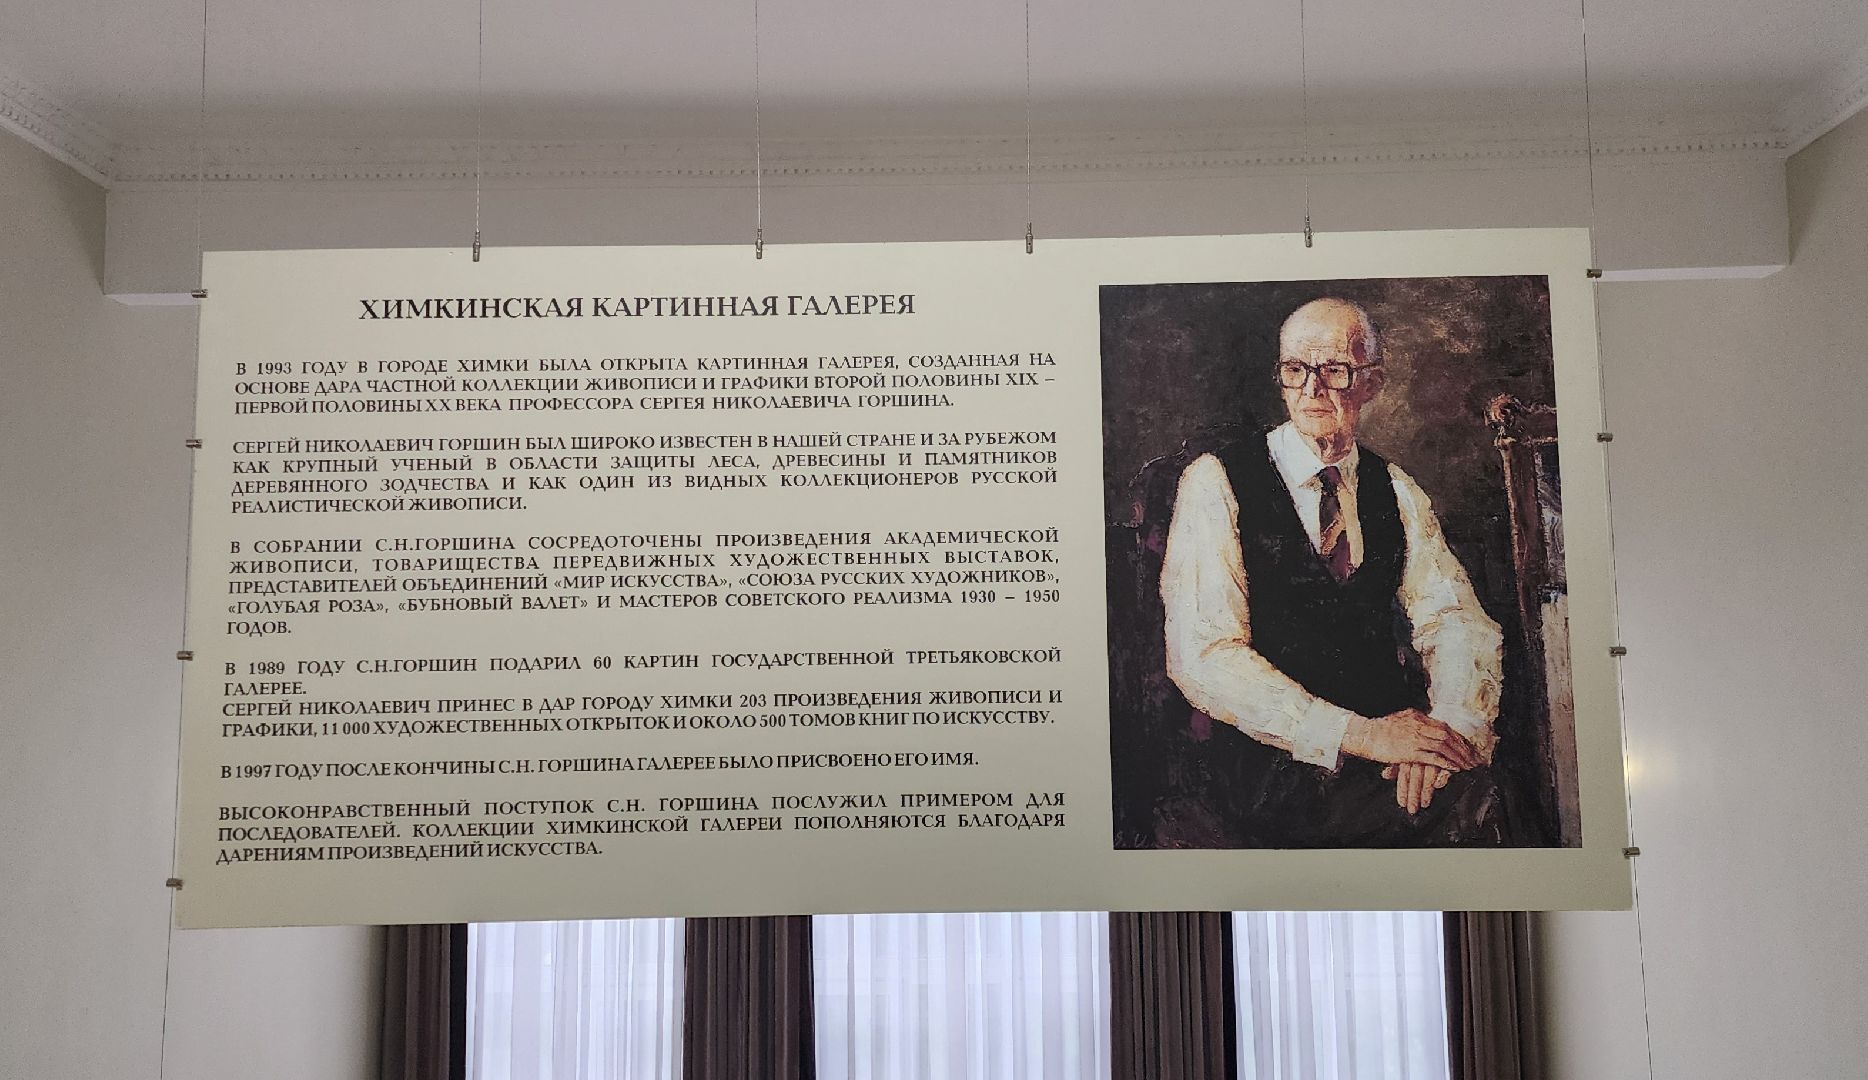 ХИМКИНСКАЯ КАРТИННАЯ ГАЛЕРЕЯ
В 1993 ГОДУ В ГОРОДЕ ХИМКИ БЫЛА ОТКРЫТА КАРТИННАЯ ГАЛЕРЕЯ, СОЗДАННАЯ НА
ОСНОВЕ ДАРА ЧАСТНОЙ КОЛЛЕКЦИИ ЖИВОПИСИ И ГРАФИКИ ВТОРОЙ ПОЛОВИНЫ XIX –
ПЕРВОЙ ПОЛОВИНЫ XX ВЕКА ПРОФЕССОРА СЕРГЕЯ НИКОЛАЕВИЧА ГОРШИНА.
СЕРГЕЙ НИКОЛАЕВИЧ ГОРШИН БЫЛ ШИРОКО ИЗВЕСТЕН В НАШЕЙ СТРАНЕ И ЗА РУБЕЖОМ
КАК КРУПНЫЙ УЧЕНЫЙ В ОБЛАСТИ ЗАЩИТЫ ЛЕСА, ДРЕВЕСИНЫ И ПАМЯТНИКОВ
ДЕРЕВЯННОГО ЗОДЧЕСТВА И КАК ОДИН ИЗ ВИДНЫХ КОЛЛЕКЦИОНЕРОВ РУССКОЙ
РЕАЛИСТИЧЕСКОЙ ЖИВОПИСИ.
В СОБРАНИИ С.Н.ГОРШИНА СОСРЕДОТОЧЕНЫ ПРОИЗВЕДЕНИЯ АКАДЕМИЧЕСКОЙ
ЖИВОПИСИ, ТОВАРИЩЕСТВА ПЕРЕДВИЖНЫХ ХУДОЖЕСТВЕННЫХ ВЫСТАВОК,
ПРЕДСТАВИТЕЛЕЙ ОБЪЕДИНЕНИЙ «МИР ИСКУССТВА», «СОЮЗА РУССКИХ ХУДОЖНИКОВ»,
«ГОЛУБАЯ РОЗА», «БУБНОВЫЙ ВАЛЕТ» И МАСТЕРОВ СОВЕТСКОГО РЕАЛИЗМА 1930 – 1950
ГОДОВ.
В 1989 ГОДУ С.Н.ГОРШИН ПОДАРИЛ 60 КАРТИН ГОСУДАРСТВЕННОЙ ТРЕТЬЯКОВСКОЙ
ГАЛЕРЕЕ.
СЕРГЕЙ НИКОЛАЕВИЧ ПРИНЕС В ДАР ГОРОДУ ХИМКИ 203 ПРОИЗВЕДЕНИЯ ЖИВОПИСИ И
ГРАФИКИ, 11 000 ХУДОЖЕСТВЕННЫХ ОТКРЫТОК И ОКОЛО 500 ТОМОВ КНИГ ПО ИСКУССТВУ.
В 1997 ГОДУ ПОСЛЕ КОНЧИНЫ С.Н. ГОРШИНА ГАЛЕРЕЕ БЫЛО ПРИСВОЕНО ЕГО ИМЯ.
ВЫСОКОНРАВСТВЕННЫЙ ПОСТУПОК С.Н. ГОРШИНА ПОСЛУЖИЛ ПРИМЕРОМ ДЛЯ
ПОСЛЕДОВАТЕЛЕЙ. КОЛЛЕКЦИИ ХИМКИНСКОЙ ГАЛЕРЕИ ПОПОЛНЯЮТСЯ БЛАГОДАРЯ
ДАРЕНИЯМ ПРОИЗВЕДЕНИЙ ИСКУССТВА.